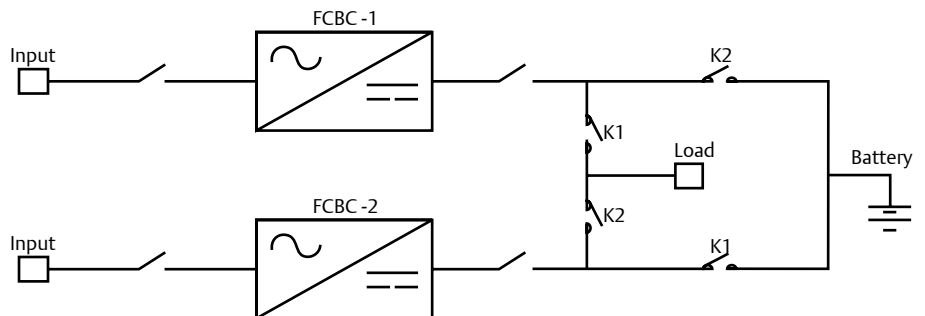 FCBC -1
Input
K2
K1
Load
Battery
FCBC -2
K2
Input
K1